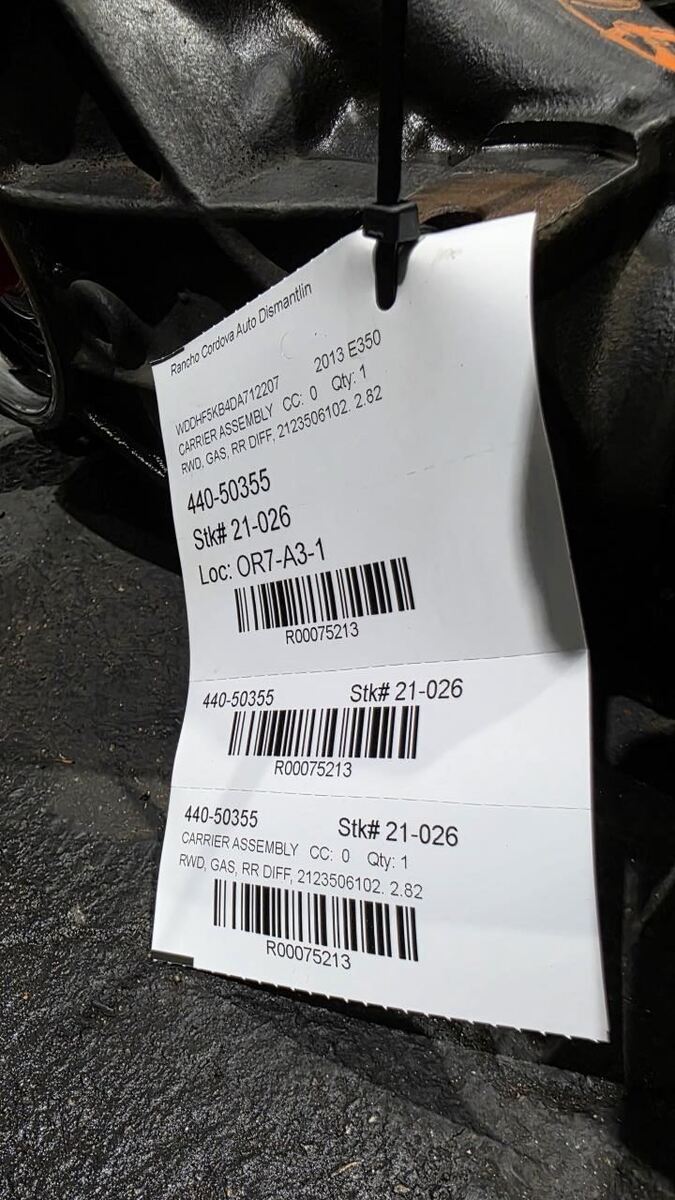 Rancho Cordova Auto Dismantlin
WDDHF5KB4DA712207 2013 E350
CARRIER ASSEMBLY CC: 0 Qty: 1
RWD, GAS, RR DIFF, 2123506102. 2.82
440-50355
Stk# 21-026
Loc: OR7-A3-1
R00075213
440-50355 Stk# 21-026
R00075213
440-50355 Stk# 21-026
CARRIER ASSEMBLY CC: 0 Qty: 1
RWD, GAS, RR DIFF, 2123506102. 2.82
R00075213